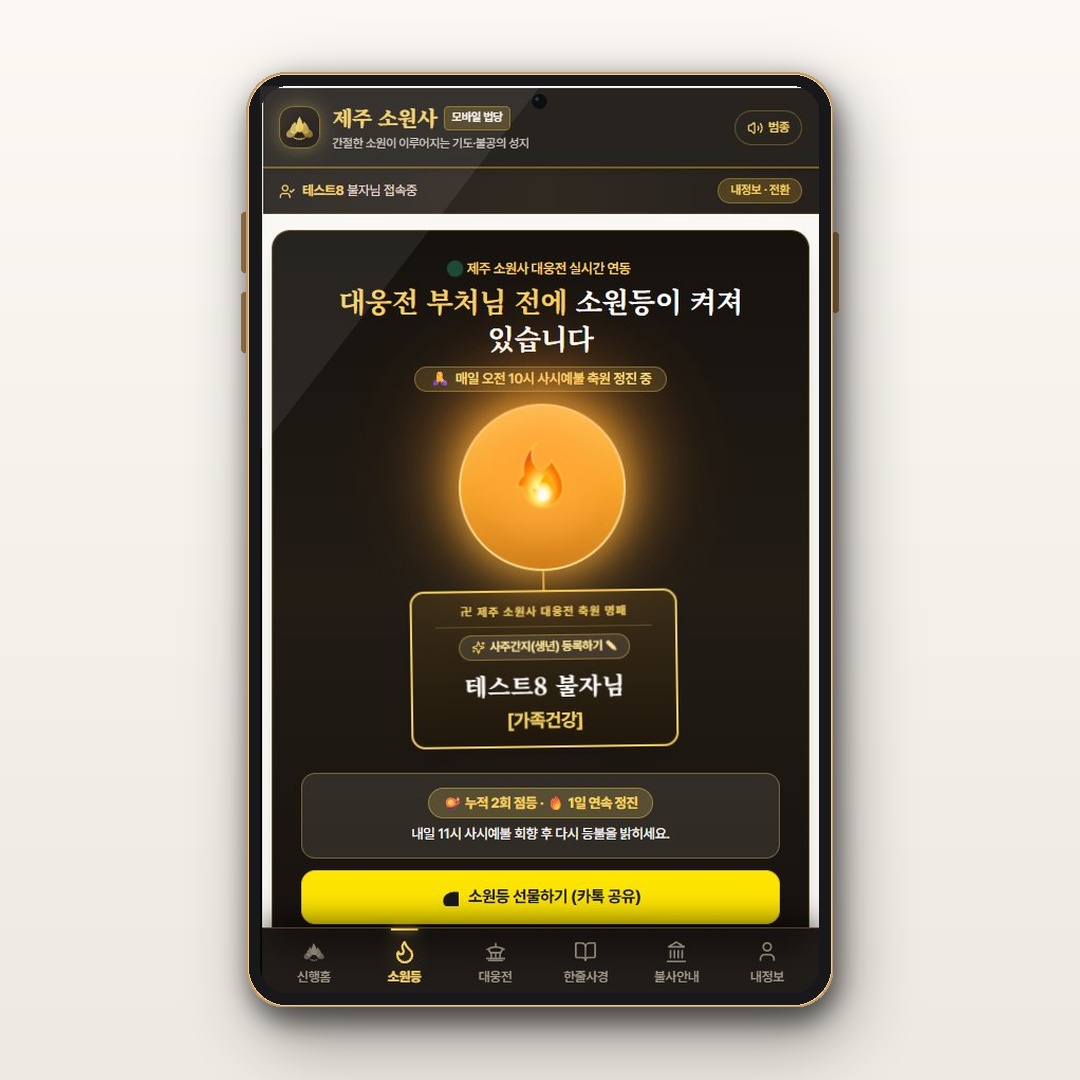 제주 소원사 모바일 법당
간절한 소원이 이루어지는 기도·불공의 성지
범종
테스트8 불자님 접속중
내정보 · 전환
제주 소원사 대웅전 실시간 연동
대웅전 부처님 전에 소원등이 켜져
있습니다
매일 오전 10시 사시예불 축원 정진 중
卍 제주 소원사 대웅전 축원 명패
사주간지(생년) 등록하기
테스트8 불자님
[가족건강]
누적 2회 점등 · 1일 연속 정진
내일 11시 사시예불 회향 후 다시 등불을 밝히세요.
소원등 선물하기 (카톡 공유)
신행홈 소원등 대웅전 한줄사경 불사안내 내정보